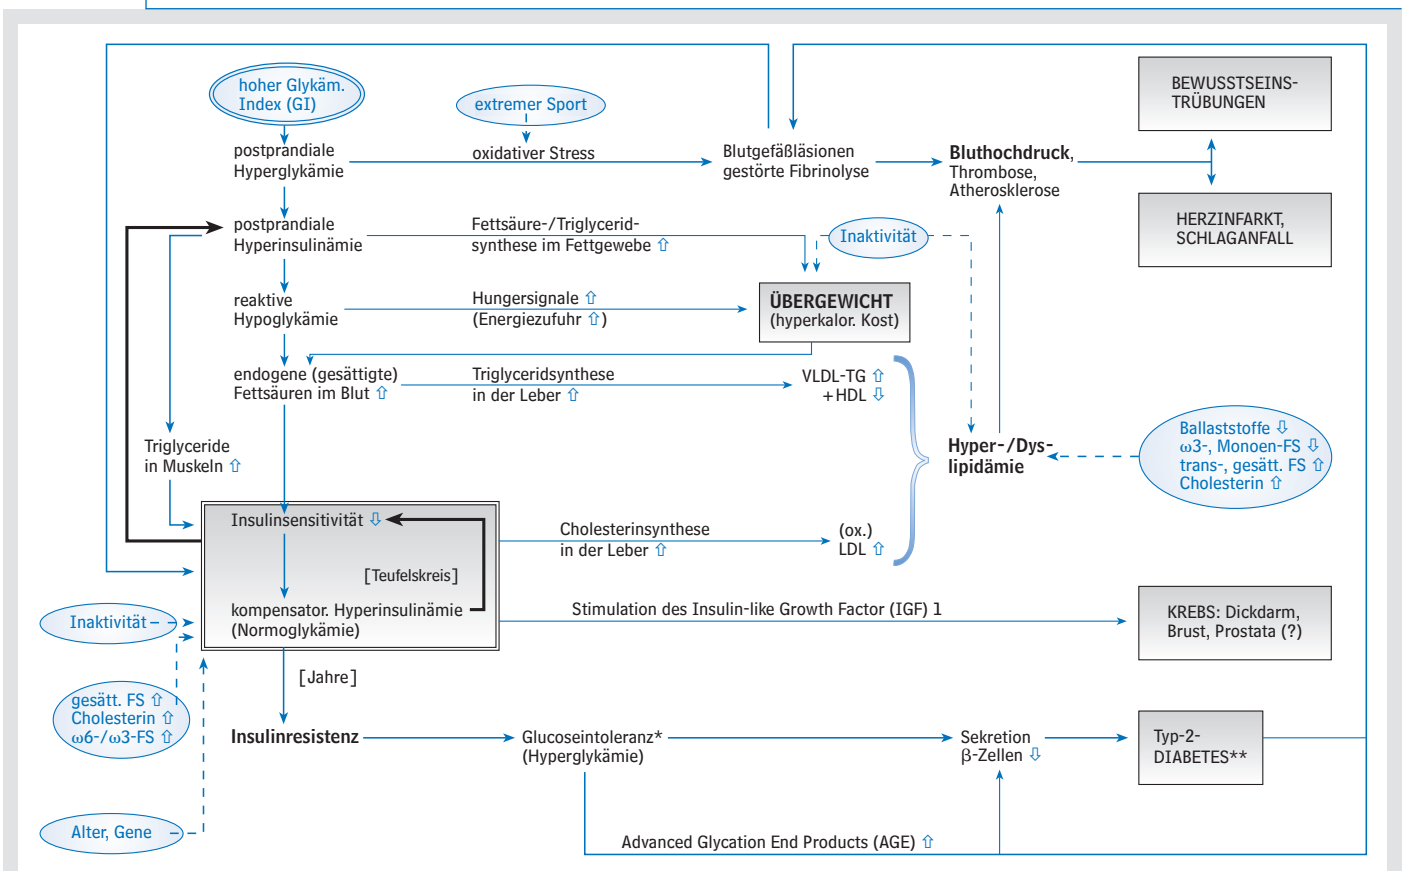 hoher Glykäm.
Index (GI)
extremer Sport
BEWUSSTSEINS-
TRÜBUNGEN
postprandiale
Hyperglykämie
oxidativer Stress
Blutgefäßläsionen
gestörte Fibrinolyse
Bluthochdruck,
Thrombose,
Atherosklerose
postprandiale
Hyperinsulinämie
Fettsäure-/Triglycerid-
synthese im Fettgewebe ⇧
Inaktivität
HERZINFARKT,
SCHLAGANFALL
reaktive
Hypoglykämie
Hungersignale ⇧
(Energiezufuhr ⇧)
ÜBERGEWICHT
(hyperkalor. Kost)
endogene (gesättigte)
Fettsäuren im Blut ⇧
Triglyceridsynthese
in der Leber ⇧
VLDL-TG ⇧
+HDL ⇩
Triglyceride
in Muskeln ⇧
Hyper-/Dys-
lipidämie
Ballaststoffe ⇩
ω3-, Monoen-FS ⇩
trans-, gesätt. FS ⇧
Cholesterin ⇧
Insulinsensitivität ⇩
Cholesterinsynthese
in der Leber ⇧
(ox.)
LDL ⇧
[Teufelskreis]
kompensator. Hyperinsulinämie
(Normoglykämie)
Stimulation des Insulin-like Growth Factor (IGF) 1
KREBS: Dickdarm,
Brust, Prostata (?)
Inaktivität
[Jahre]
gesätt. FS ⇧
Cholesterin ⇧
ω6-/ω3-FS ⇧
Insulinresistenz
Glucoseintoleranz*
(Hyperglykämie)
Sekretion
β-Zellen ⇩
Typ-2-
DIABETES**
Alter, Gene
Advanced Glycation End Products (AGE) ⇧